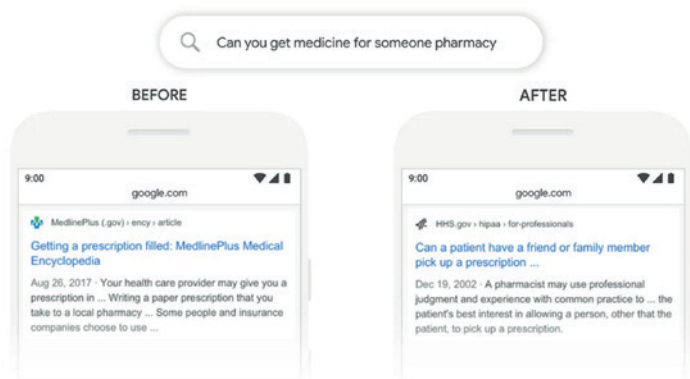 Can you get medicine for someone pharmacy
BEFORE
9:00
google.com
MedlinePlus (.gov) › ency › article
Getting a prescription filled: MedlinePlus Medical
Encyclopedia
Aug 26, 2017 · Your health care provider may give you a
prescription in ... Writing a paper prescription that you
take to a local pharmacy ... Some people and insurance
companies choose to use ...
AFTER
9:00
google.com
HHS.gov › hipaa › for-professionals
Can a patient have a friend or family member
pick up a prescription ...
Dec 19, 2002 · A pharmacist may use professional
judgment and experience with common practice to ... the
patient's best interest in allowing a person, other that the
patient, to pick up a prescription.